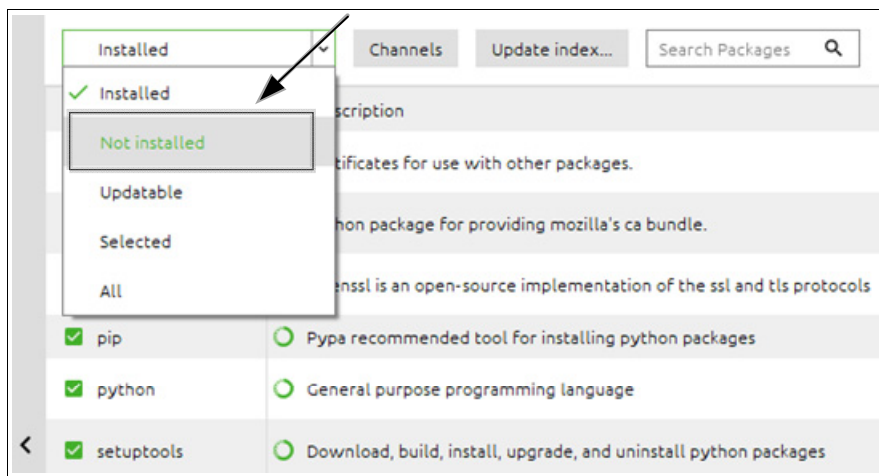 Installed Channels Update index... Search Packages
Installed
scription
Not installed
tificates for use with other packages.
Updatable
hon package for providing mozilla's ca bundle.
Selected
enssl is an open-source implementation of the ssl and tls protocols
All
pip Pypa recommended tool for installing python packages
python General purpose programming language
setuptools Download, build, install, upgrade, and uninstall python packages